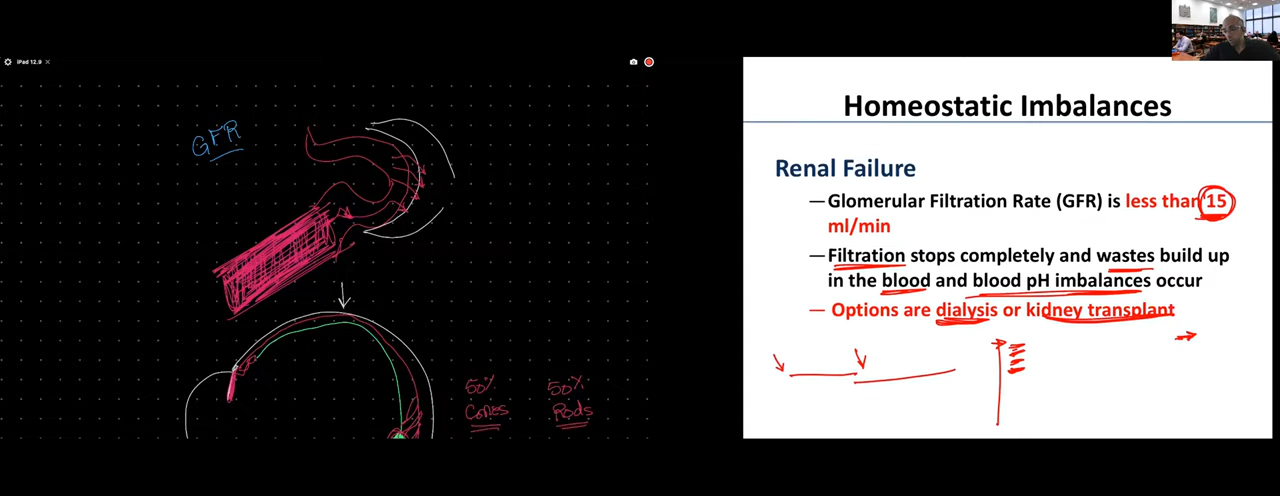 iPad 12.9
GFR
50% 50%
Cones Rods
Homeostatic Imbalances
Renal Failure
—Glomerular Filtration Rate (GFR) is less than 15
ml/min
—Filtration stops completely and wastes build up
in the blood and blood pH imbalances occur
— Options are dialysis or kidney transplant